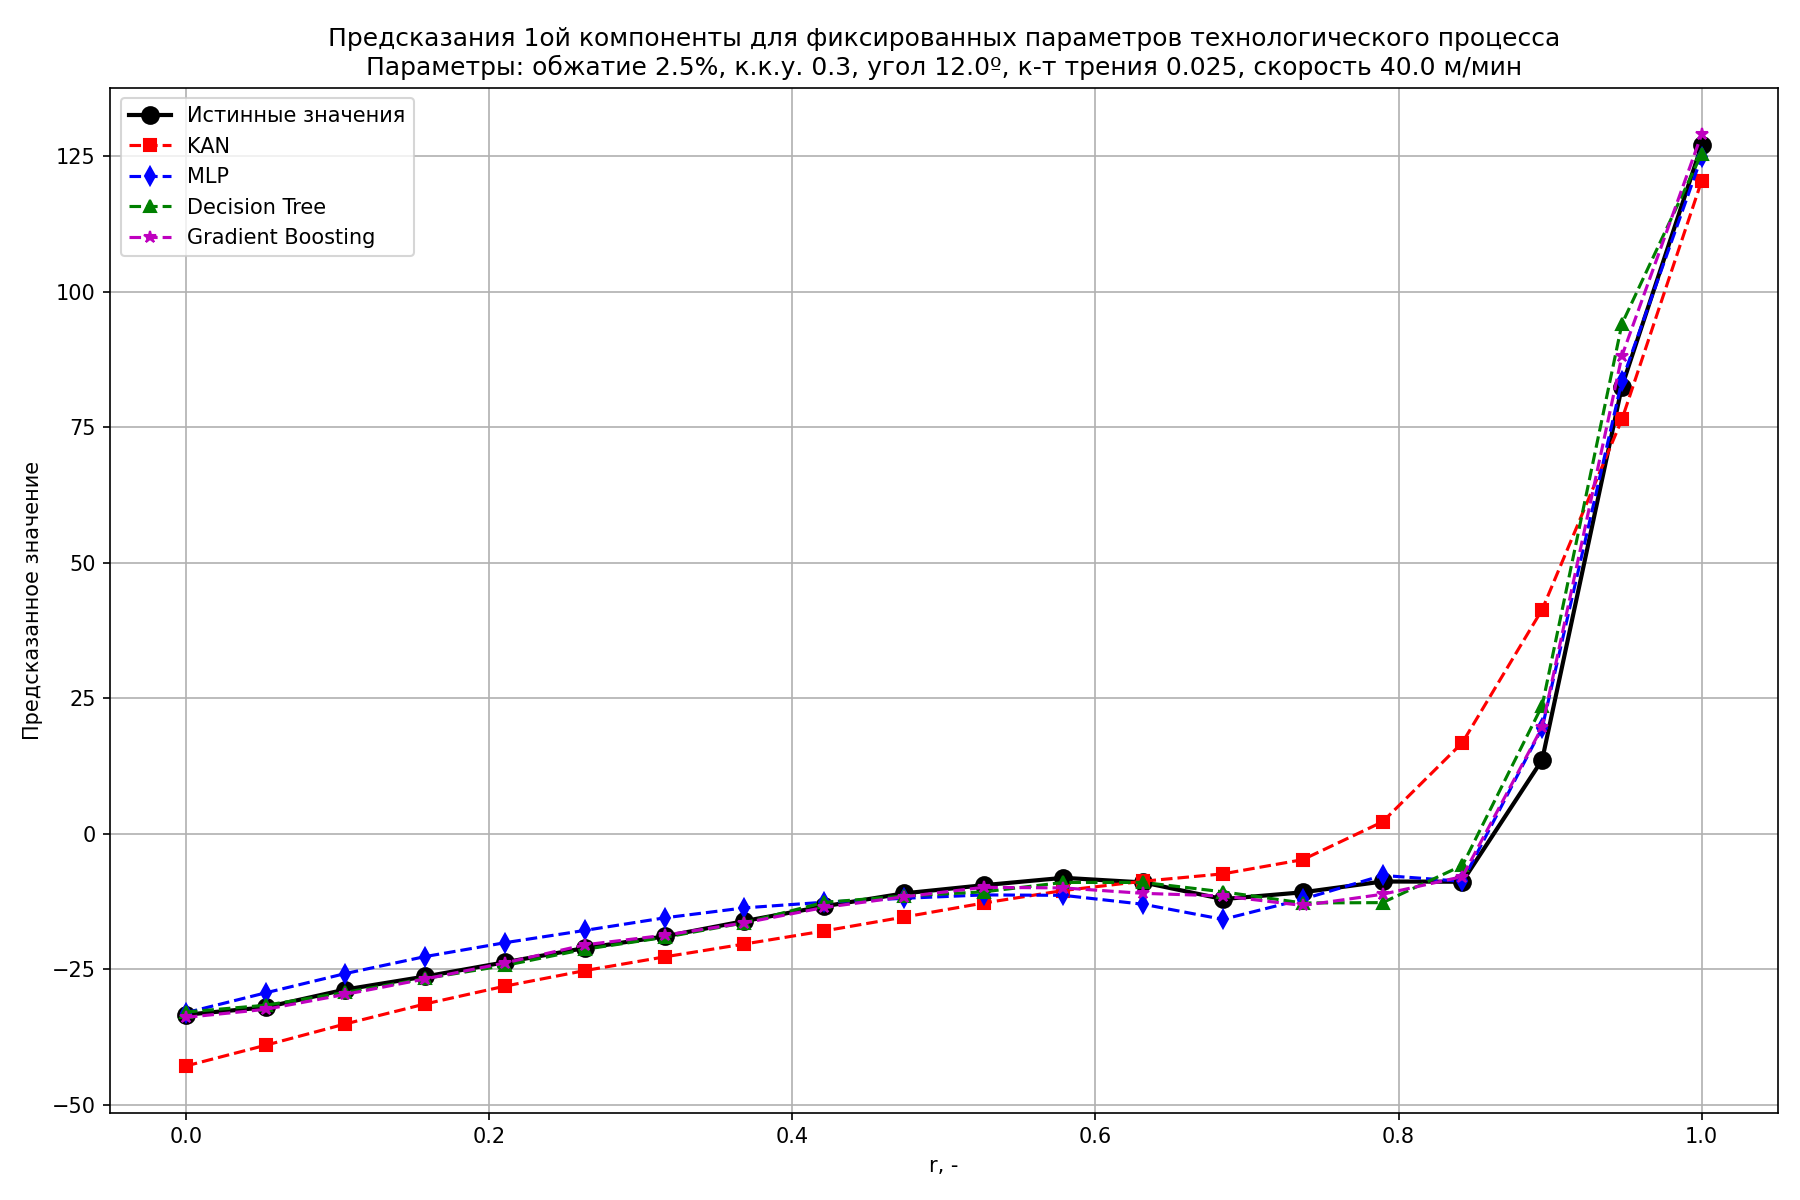 Предсказания 1ой компоненты для фиксированных параметров технологического процесса
Параметры: обжатие 2.5%, к.к.у. 0.3, угол 12.0º, к-т трения 0.025, скорость 40.0 м/мин
Истинные значения
KAN
MLP
Decision Tree
Gradient Boosting
Предсказанное значение
125
100
75
50
25
0
−25
−50
0.0
0.2
0.4
0.6
0.8
1.0
r, -